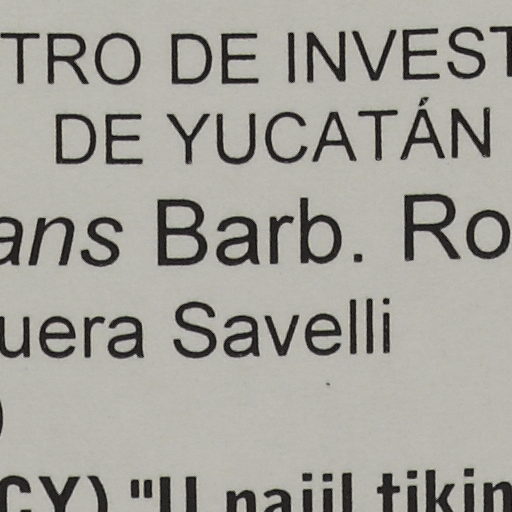 TRO DE INVEST
DE YUCATÁN
ans Barb. Ro
uera Savelli
)
CY) "U najil tikin